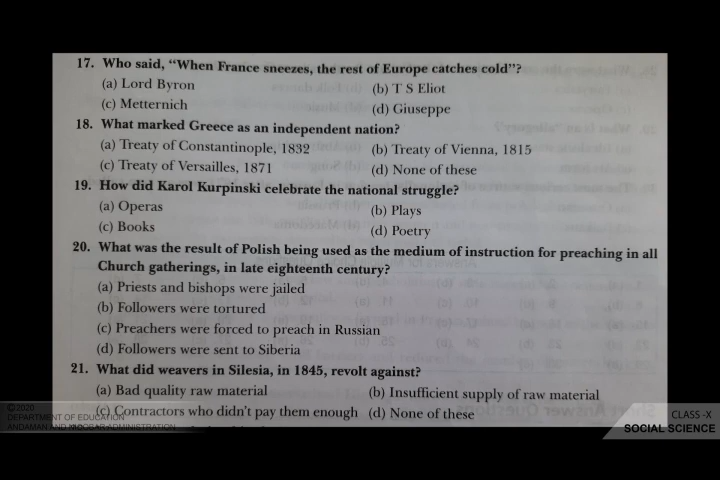 17. Who said, “When France sneezes, the rest of Europe catches cold”?
(a) Lord Byron (b) T S Eliot
(c) Metternich (d) Giuseppe
18. What marked Greece as an independent nation?
(a) Treaty of Constantinople, 1832 (b) Treaty of Vienna, 1815
(c) Treaty of Versailles, 1871 (d) None of these
19. How did Karol Kurpinski celebrate the national struggle?
(a) Operas (b) Plays
(c) Books (d) Poetry
20. What was the result of Polish being used as the medium of instruction for preaching in all
Church gatherings, in late eighteenth century?
(a) Priests and bishops were jailed
(b) Followers were tortured
(c) Preachers were forced to preach in Russian
(d) Followers were sent to Siberia
21. What did weavers in Silesia, in 1845, revolt against?
(a) Bad quality raw material (b) Insufficient supply of raw material
(c) Contractors who didn’t pay them enough (d) None of these
©2020
DEPARTMENT OF EDUCATION
ANDAMAN AND NICOBAR ADMINISTRATION
CLASS -X
SOCIAL SCIENCE